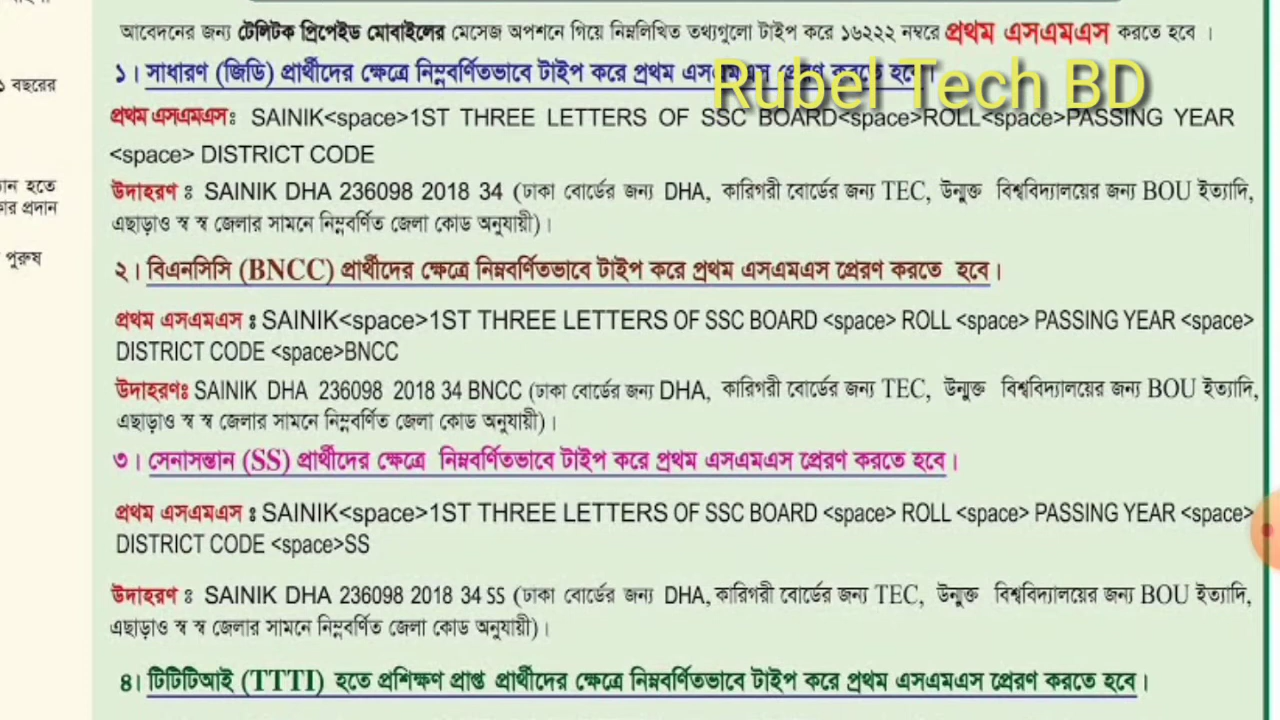 আবেদনের জন্য টেলিটক প্রিপেইড মোবাইলের মেসেজ অপশনে গিয়ে নিম্নলিখিত তথ্যগুলো টাইপ করে ১৬২২২ নম্বরে প্রথম এসএমএস করতে হবে ।
১। সাধারণ (জিডি) প্রার্থীদের ক্ষেত্রে নিম্নবর্ণিতভাবে টাইপ করে প্রথম এসএমএস প্রেরণ করতে হবে।
Rubel Tech BD
১ বছরের
প্রথম এসএমএসঃ SAINIK<space>1ST THREE LETTERS OF SSC BOARD<space>ROLL<space>PASSING YEAR
<space> DISTRICT CODE
হতে
উদাহরণ ঃ SAINIK DHA 236098 2018 34 (ঢাকা বোর্ডের জন্য DHA, কারিগরী বোর্ডের জন্য TEC, উন্মুক্ত বিশ্ববিদ্যালয়ের জন্য BOU ইত্যাদি,
প্রদান
এছাড়াও স্ব স্ব জেলার সামনে নিম্নবর্ণিত জেলা কোড অনুযায়ী)।
পুরুষ
২। বিএনসিসি (BNCC) প্রার্থীদের ক্ষেত্রে নিম্নবর্ণিতভাবে টাইপ করে প্রথম এসএমএস প্রেরণ করতে হবে।
প্রথম এসএমএস ঃ SAINIK<space>1ST THREE LETTERS OF SSC BOARD <space> ROLL <space> PASSING YEAR <space>
DISTRICT CODE <space>BNCC
উদাহরণঃ SAINIK DHA 236098 2018 34 BNCC (ঢাকা বোর্ডের জন্য DHA, কারিগরী বোর্ডের জন্য TEC, উন্মুক্ত বিশ্ববিদ্যালয়ের জন্য BOU ইত্যাদি,
এছাড়াও স্ব স্ব জেলার সামনে নিম্নবর্ণিত জেলা কোড অনুযায়ী)।
৩। সেনাসন্তান (SS) প্রার্থীদের ক্ষেত্রে নিম্নবর্ণিতভাবে টাইপ করে প্রথম এসএমএস প্রেরণ করতে হবে।
প্রথম এসএমএস ঃ SAINIK<space>1ST THREE LETTERS OF SSC BOARD <space> ROLL <space> PASSING YEAR <space>
DISTRICT CODE <space>SS
উদাহরণ ঃ SAINIK DHA 236098 2018 34 SS (ঢাকা বোর্ডের জন্য DHA, কারিগরী বোর্ডের জন্য TEC, উন্মুক্ত বিশ্ববিদ্যালয়ের জন্য BOU ইত্যাদি,
এছাড়াও স্ব স্ব জেলার সামনে নিম্নবর্ণিত জেলা কোড অনুযায়ী)।
৪। টিটিটিআই (TTTI) হতে প্রশিক্ষণ প্রাপ্ত প্রার্থীদের ক্ষেত্রে নিম্নবর্ণিতভাবে টাইপ করে প্রথম এসএমএস প্রেরণ করতে হবে।